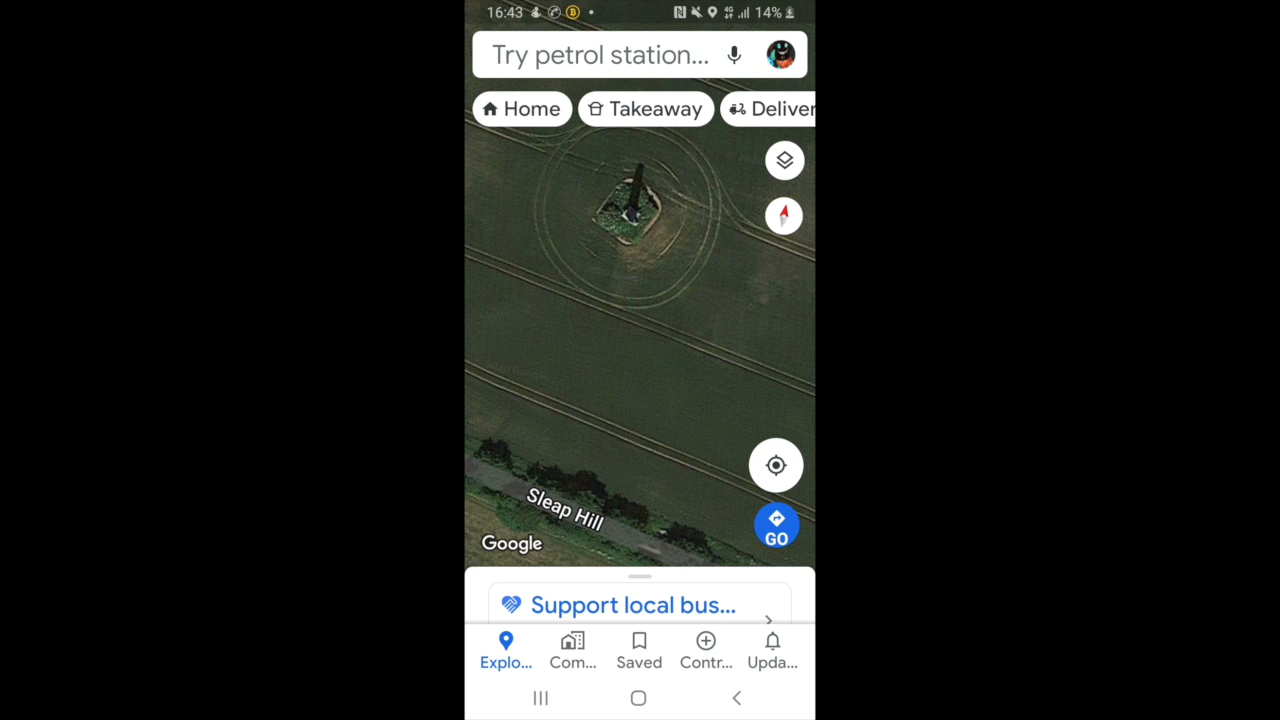 16:43
4G
14%
Try petrol station...
Home
Takeaway
Deliver
Sleap Hill
Google
GO
Support local bus...
Explo...
Com...
Saved
Contr...
Upda...